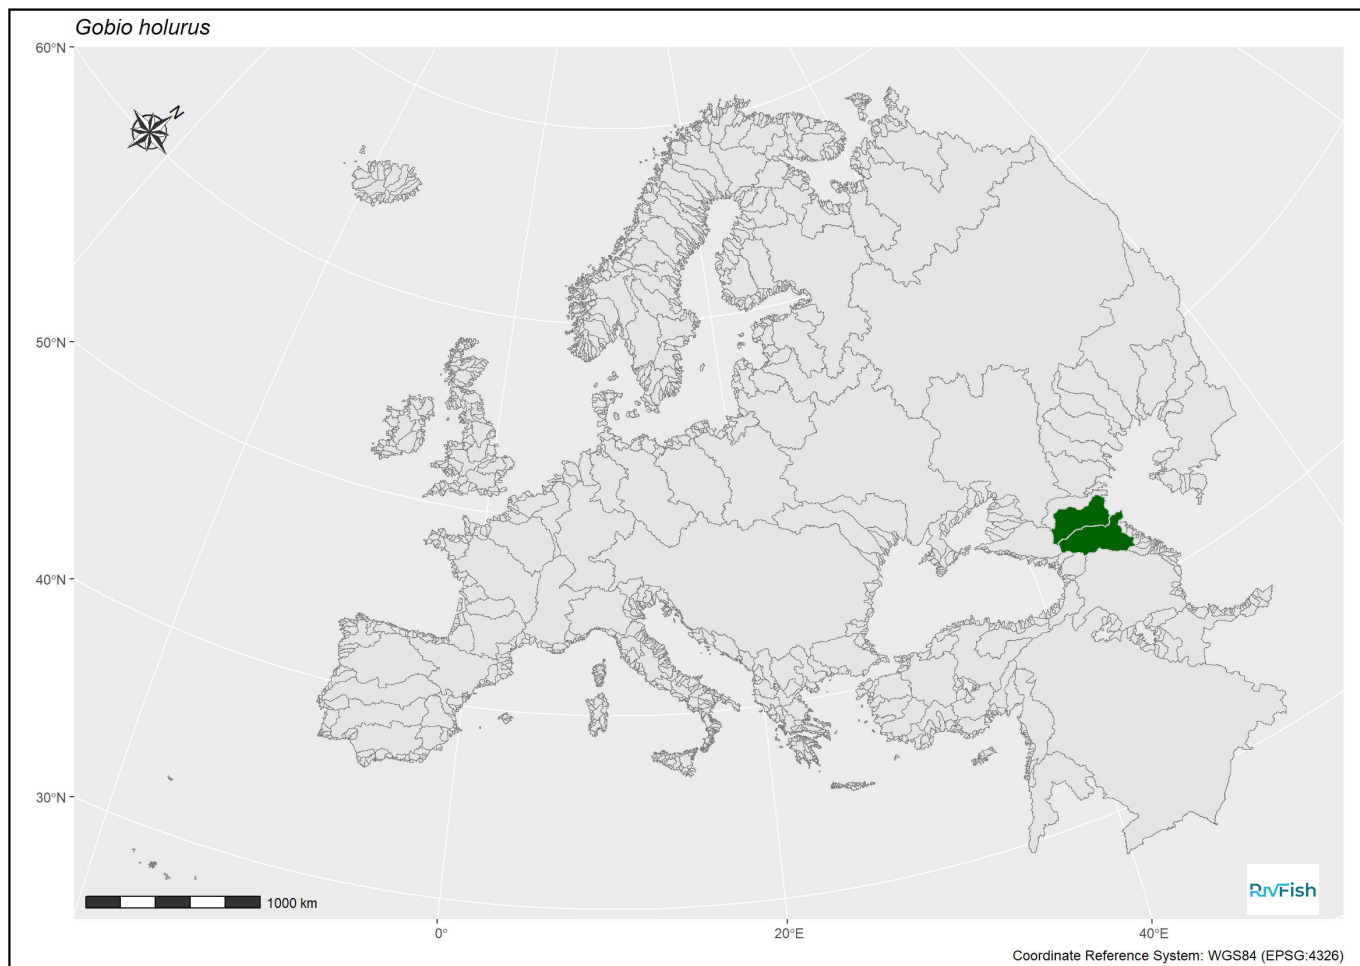 Gobio holurus
60°N
N
50°N
40°N
30°N
1000 km
RivFish
0°
20°E
40°E
Coordinate Reference System: WGS84 (EPSG:4326)